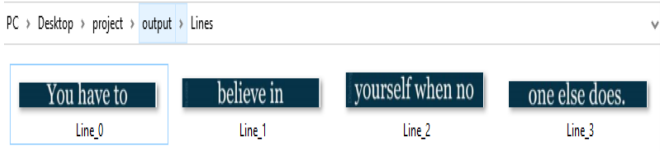 PC > Desktop > project > output > Lines
You have to
believe in
yourself when no
one else does.
Line_0
Line_1
Line_2
Line_3